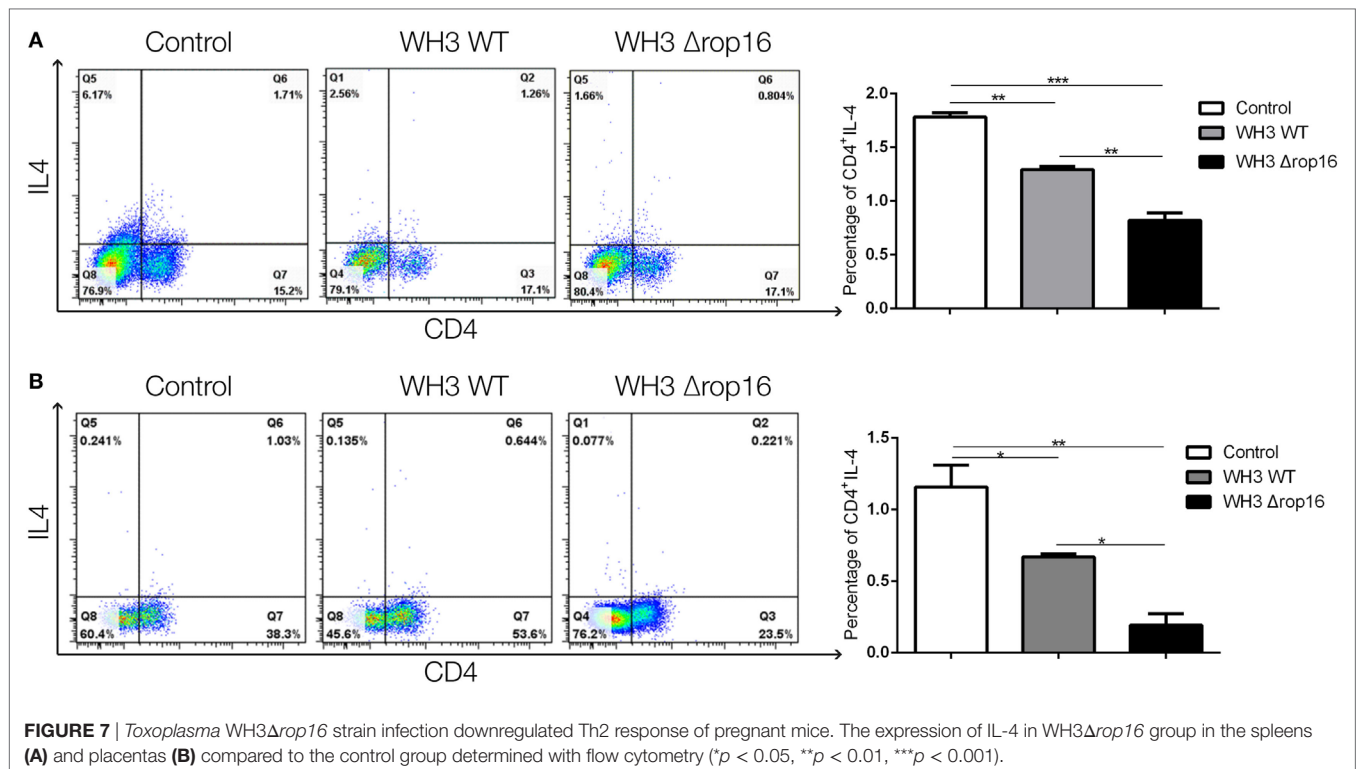 A
Control
WH3 WT
WH3 Δrop16
Q5
6.17%
Q6
1.71%
Q8
76.9%
Q7
15.2%
Q1
2.56%
Q2
1.26%
Q4
79.1%
Q3
17.1%
Q5
1.66%
Q6
0.804%
Q8
80.4%
Q7
17.1%
IL4
CD4
Percentage of CD4+IL-4
2.0
1.5
1.0
0.5
0.0
***
**
**
Control
WH3 WT
WH3 Δrop16
B
Control
WH3 WT
WH3 Δrop16
Q5
0.241%
Q6
1.03%
Q8
60.4%
Q7
38.3%
Q5
0.135%
Q6
0.644%
Q8
45.6%
Q7
53.6%
Q1
0.077%
Q2
0.221%
Q4
76.2%
Q3
23.5%
IL4
CD4
Percentage of CD4+IL-4
1.5
1.0
0.5
0.0
**
*
*
Control
WH3 WT
WH3 Δrop16
FIGURE 7 | Toxoplasma WH3Δrop16 strain infection downregulated Th2 response of pregnant mice. The expression of IL-4 in WH3Δrop16 group in the spleens
(A) and placentas (B) compared to the control group determined with flow cytometry (*p < 0.05, **p < 0.01, ***p < 0.001).